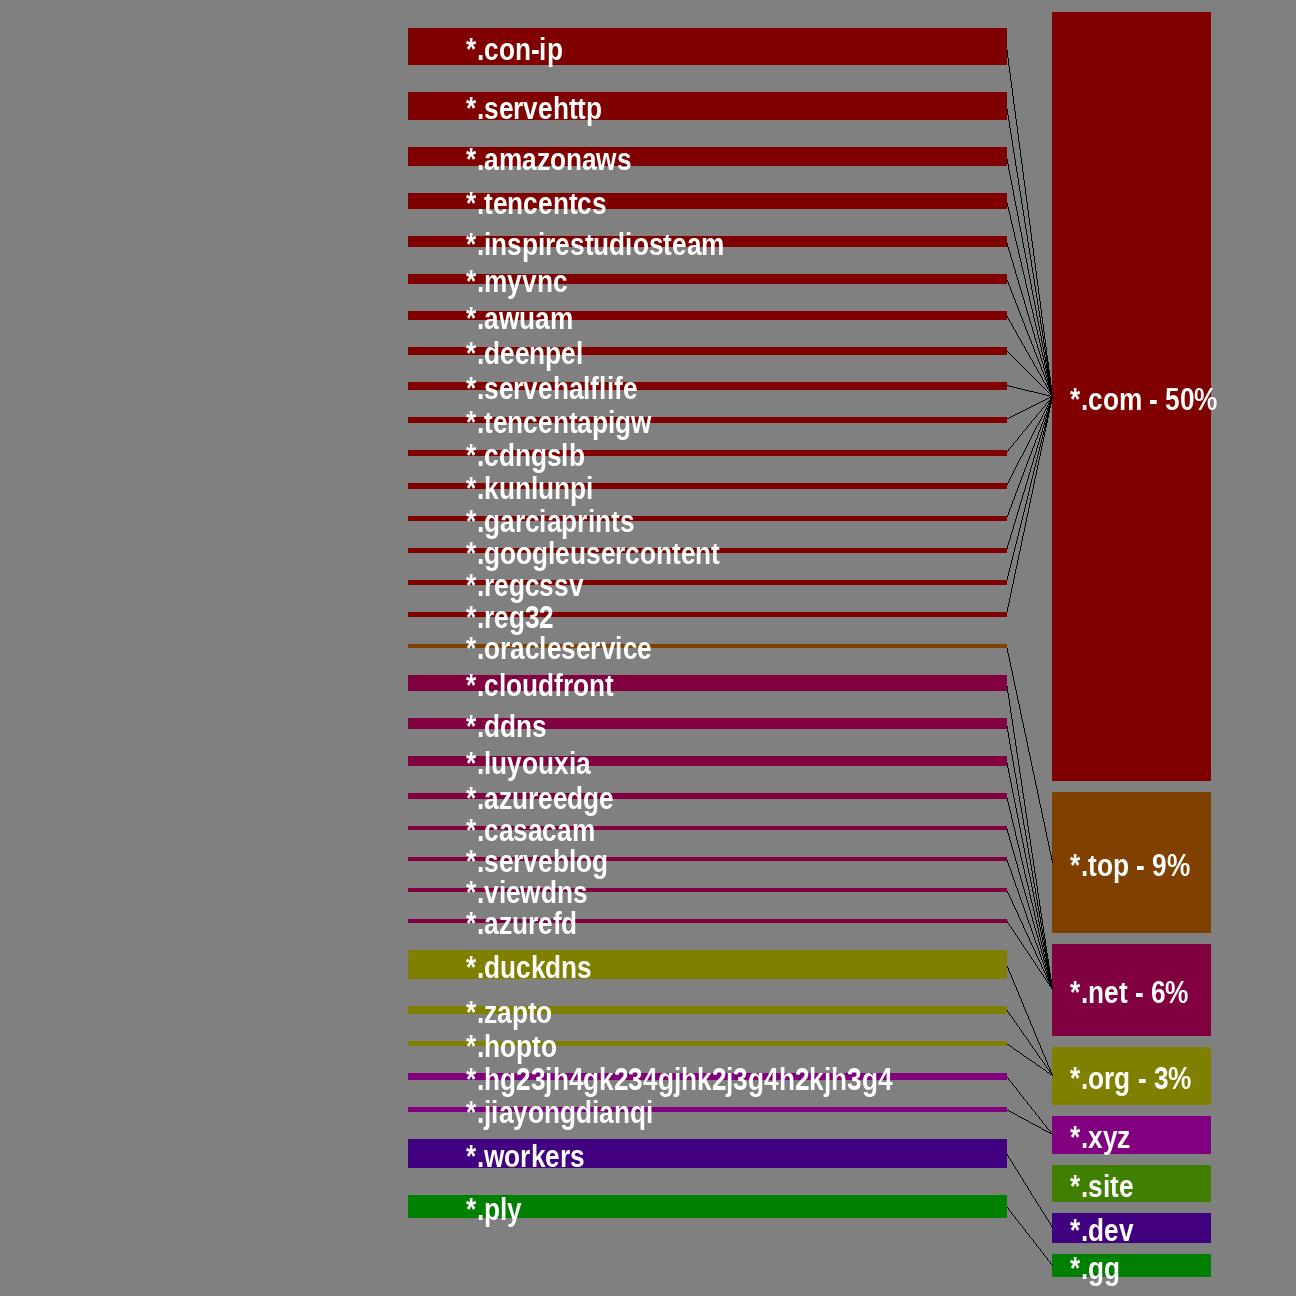 *.con-ip
*.servehttp
*.amazonaws
*.tencentcs
*.inspirestudiosteam
*.myvnc
*.awuam
*.deenpel
*.servehalflife
*.tencentapigw
*.cdngslb
*.kunlunpi
*.garciaprints
*.googleusercontent
*.regcssv
*.reg32
*.oracleservice
*.cloudfront
*.ddns
*.luyouxia
*.azureedge
*.casacam
*.serveblog
*.viewdns
*.azurefd
*.duckdns
*.zapto
*.hopto
*.hg23jh4gk234gjhk2j3g4h2kjh3g4
*.jiayongdianqi
*.workers
*.ply
*.com - 50%
*.top - 9%
*.net - 6%
*.org - 3%
*.xyz
*.site
*.dev
*.gg